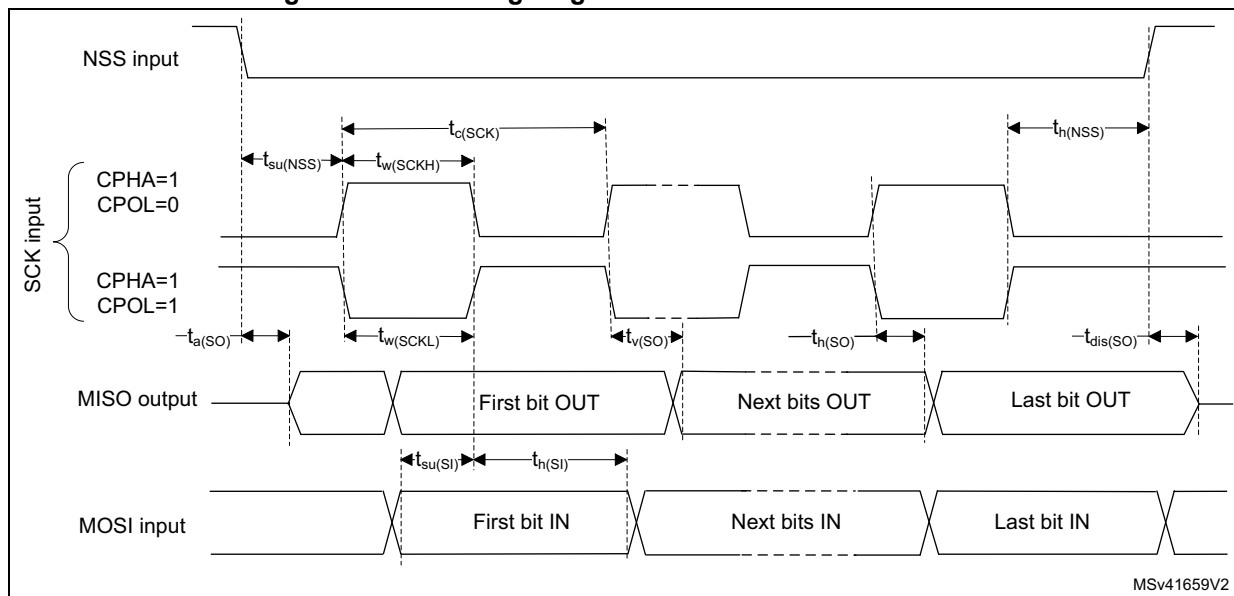 NSS input
tc(SCK)
th(NSS)
tsu(NSS)
tw(SCKH)
SCK input
CPHA=1
CPOL=0
CPHA=1
CPOL=1
ta(SO)
tw(SCKL)
tv(SO)
th(SO)
tdis(SO)
MISO output
First bit OUT
Next bits OUT
Last bit OUT
tsu(SI)
th(SI)
MOSI input
First bit IN
Next bits IN
Last bit IN
MSv41659V2